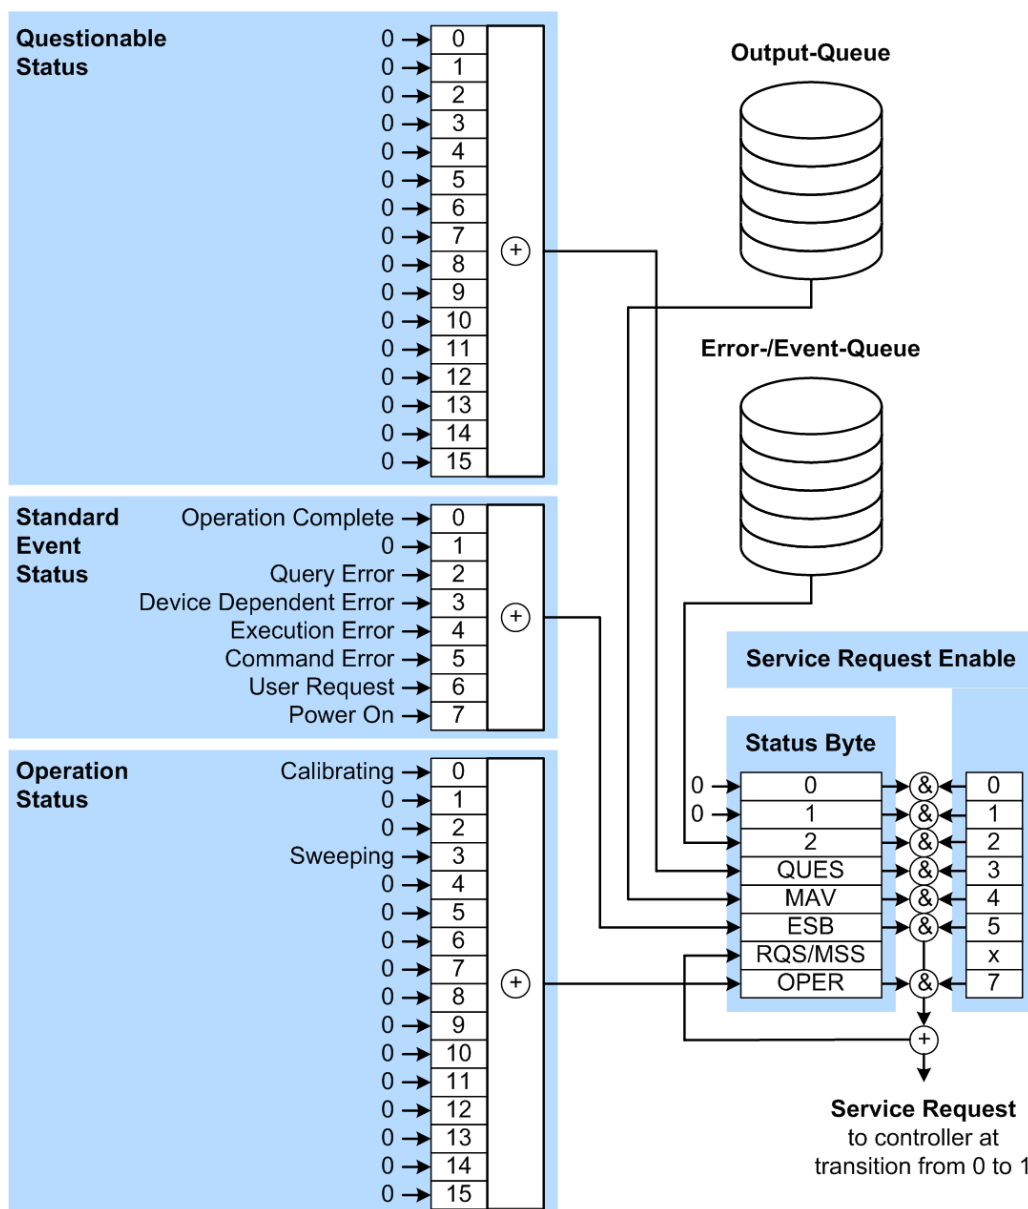 Questionable
Status
0 0
0 1
0 2
0 3
0 4
0 5
0 6
0 7
0 8
0 9
0 10
0 11
0 12
0 13
0 14
0 15
+
Output-Queue
Error-/Event-Queue
Standard
Event
Status
Operation Complete 0
0 1
Query Error 2
Device Dependent Error 3
Execution Error 4
Command Error 5
User Request 6
Power On 7
+
Operation
Status
Calibrating 0
0 1
0 2
Sweeping 3
0 4
0 5
0 6
0 7
0 8
0 9
0 10
0 11
0 12
0 13
0 14
0 15
+
Service Request Enable
Status Byte
0 0 & 0
0 1 & 1
2 & 2
QUES & 3
MAV & 4
ESB & 5
RQS/MSS x
OPER & 7
+
Service Request
to controller at
transition from 0 to 1